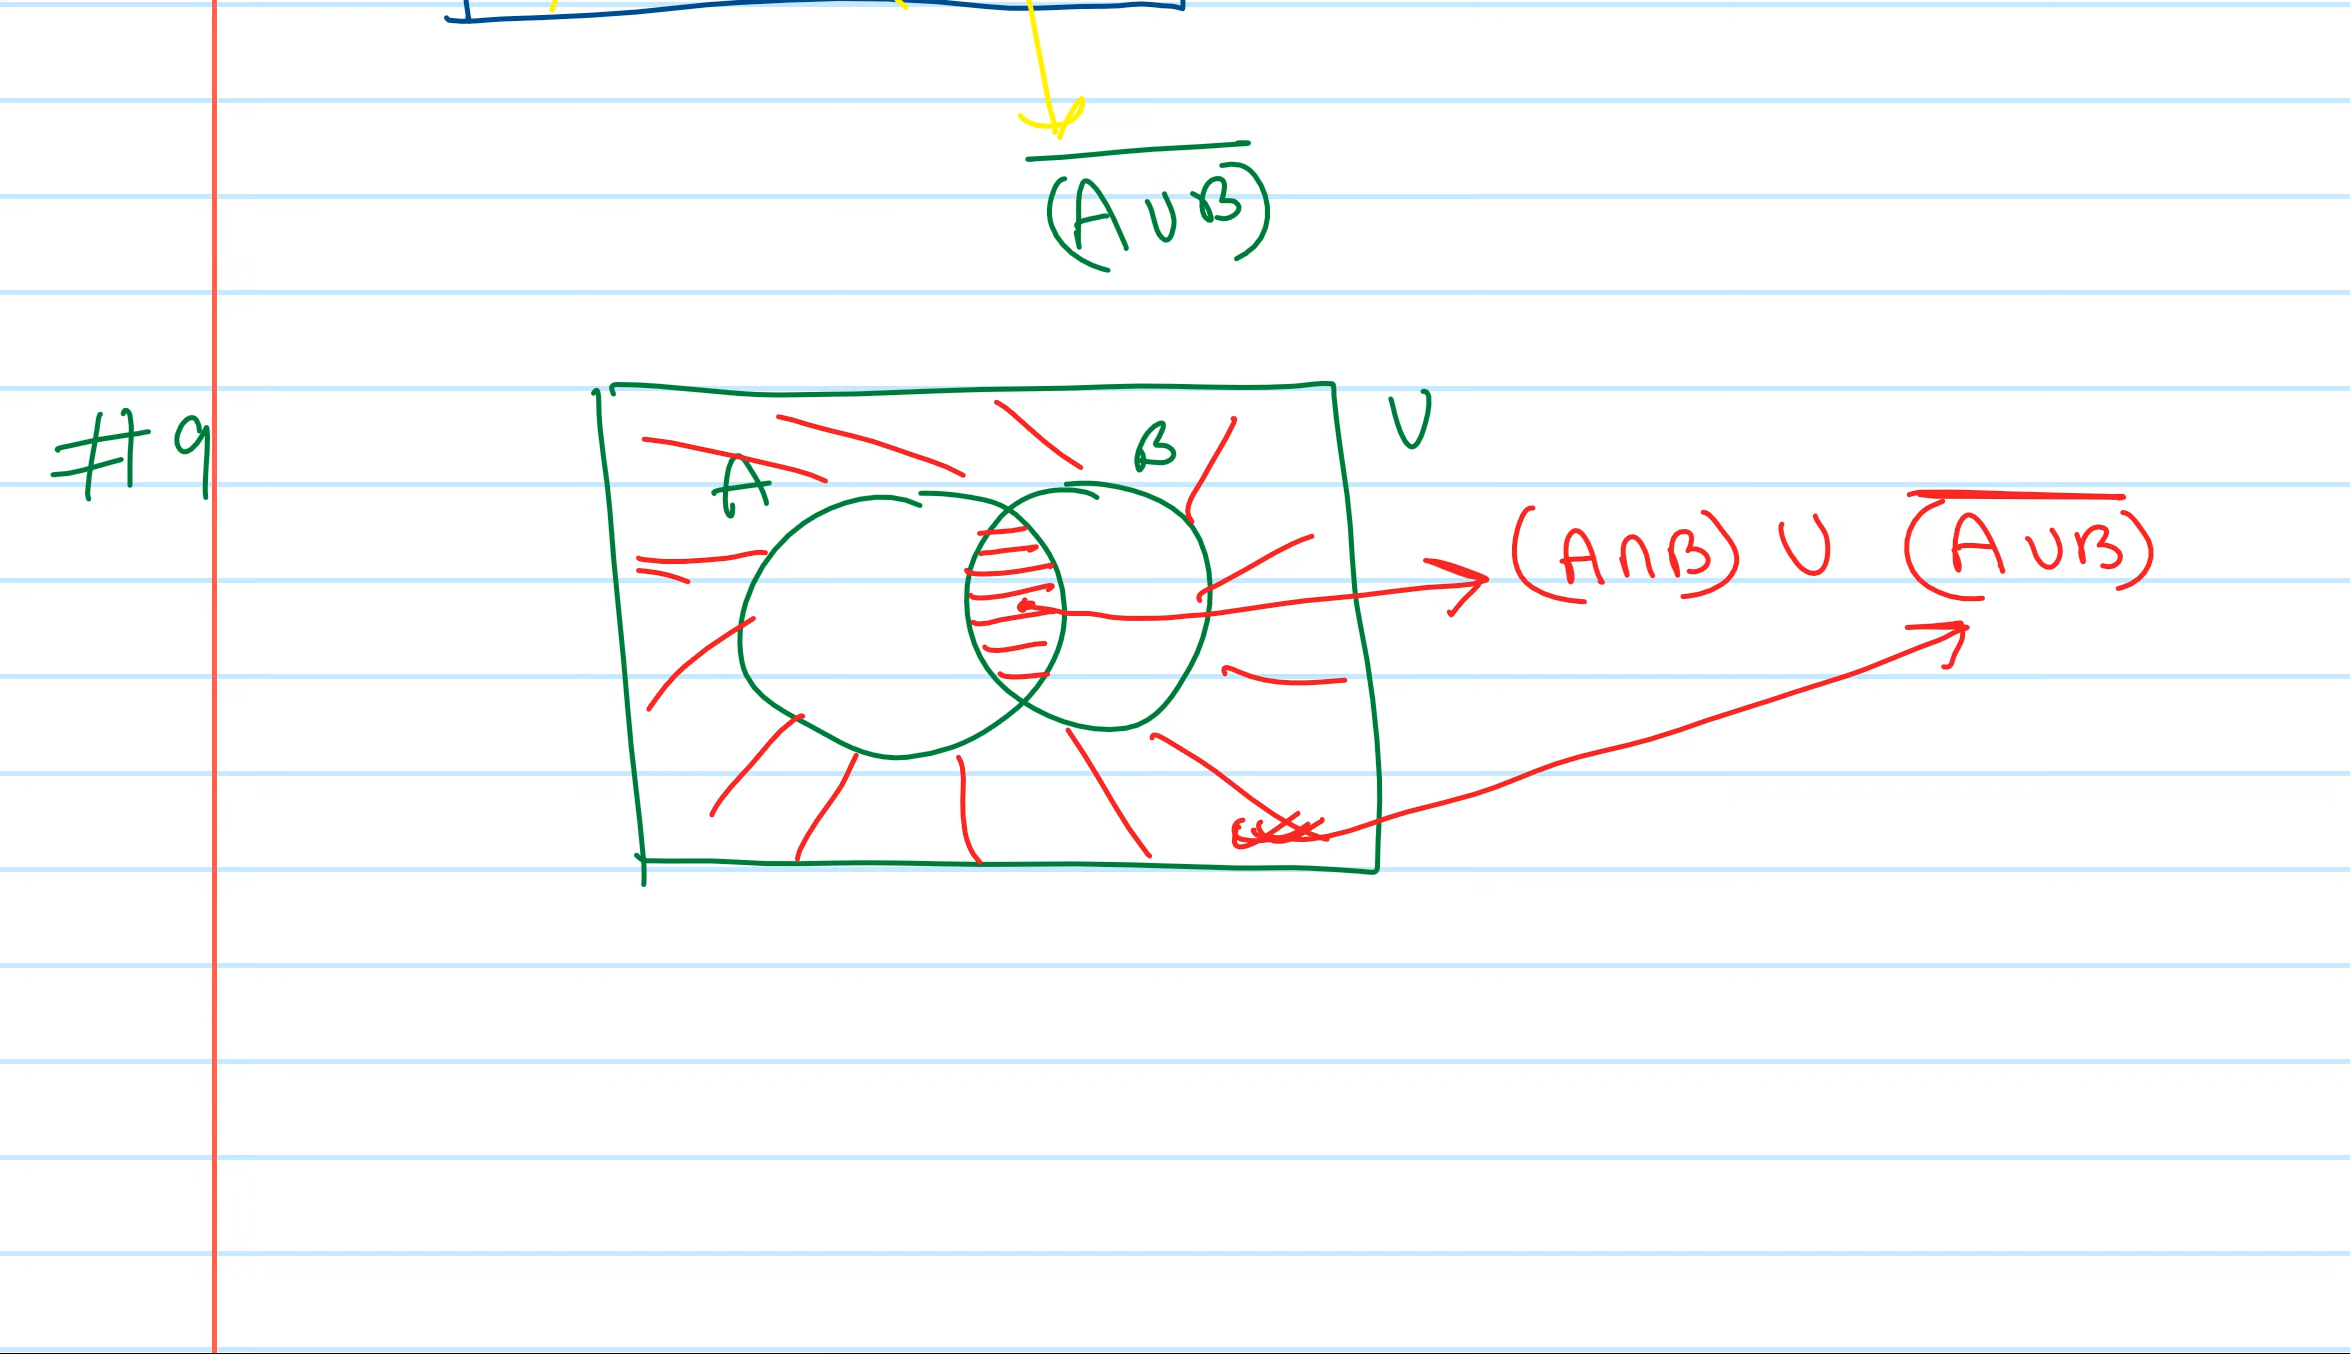 (A ∪ B)̅
#9
A
B
U
(A ∩ B) ∪ (A ∪ B)̅